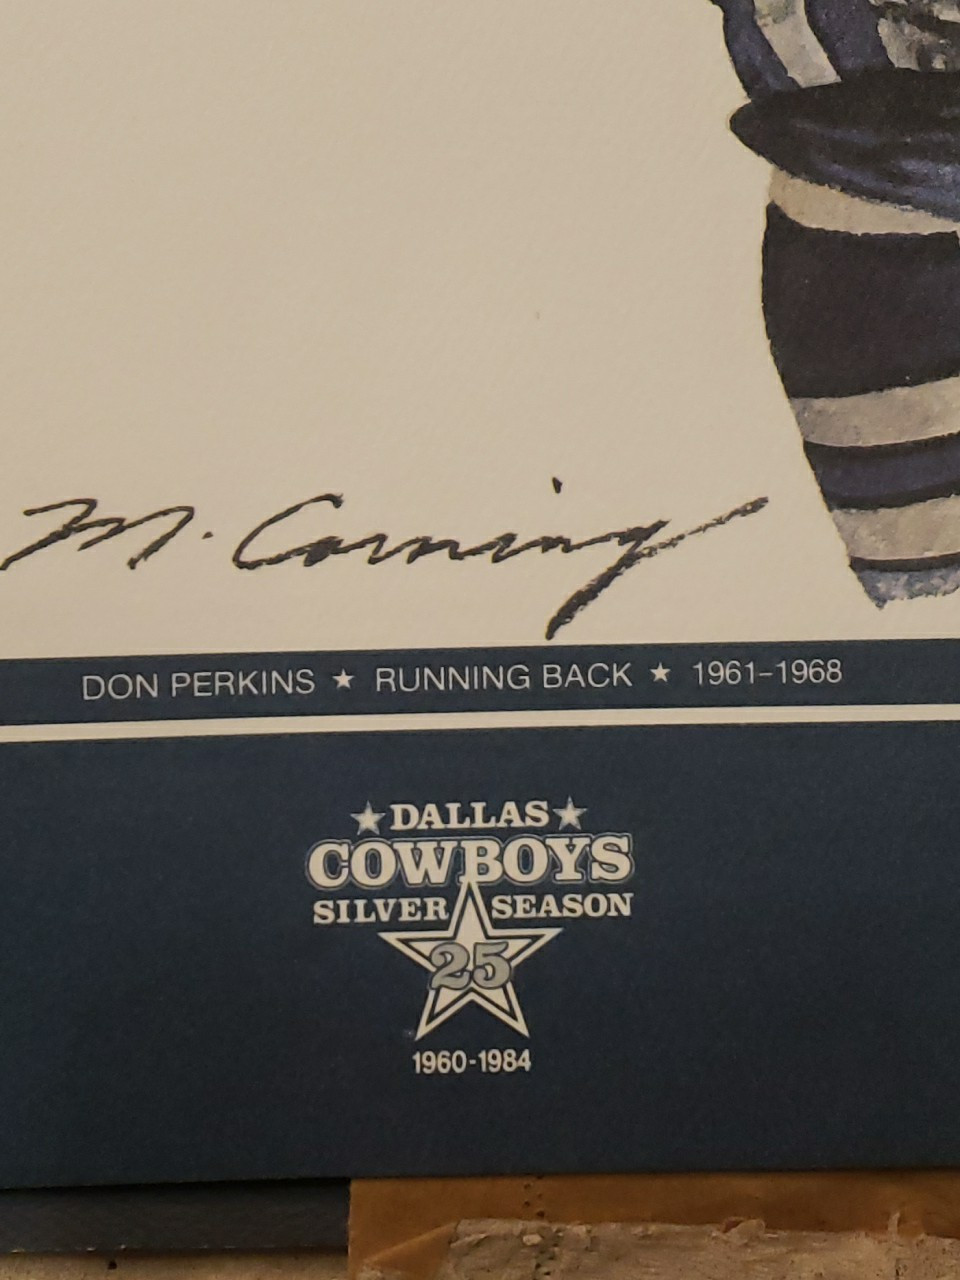 M. Corning
DON PERKINS ★ RUNNING BACK ★ 1961–1968
★ DALLAS ★
COWBOYS
SILVER SEASON
25
1960-1984